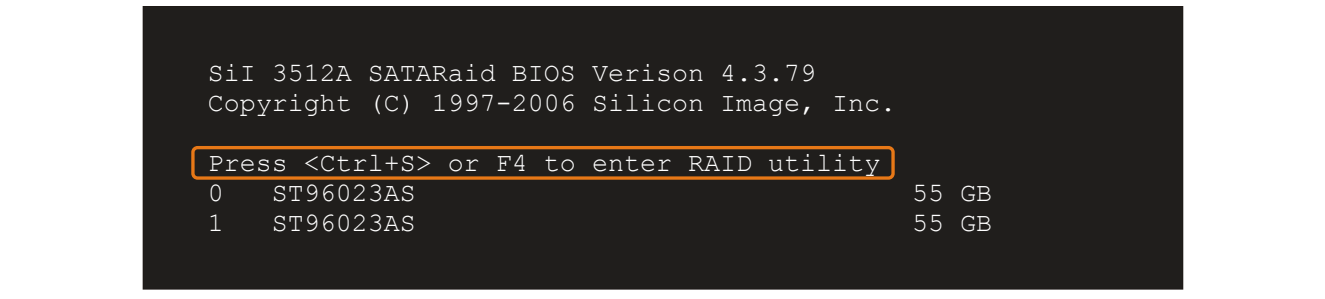 SiI 3512A SATARaid BIOS Verison 4.3.79
Copyright (C) 1997-2006 Silicon Image, Inc.
Press <Ctrl+S> or F4 to enter RAID utility
0 ST96023AS 55 GB
1 ST96023AS 55 GB